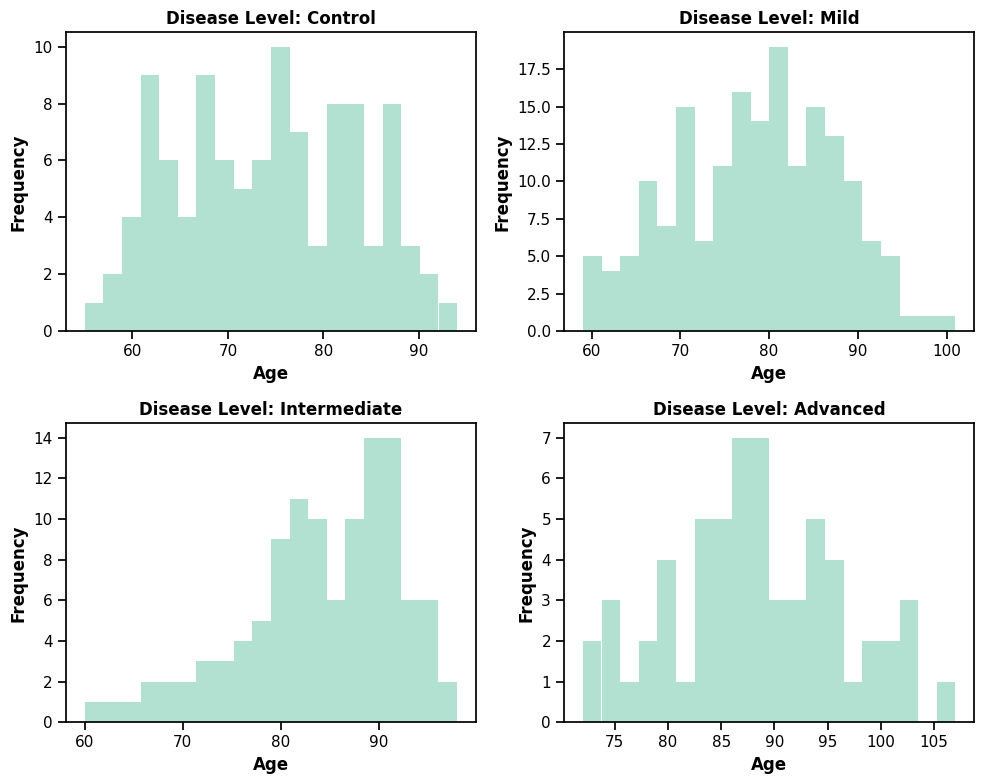 Disease Level: Control
10
8
6
4
2
0
Frequency
60 70 80 90
Age
Disease Level: Mild
17.5
15.0
12.5
10.0
7.5
5.0
2.5
0.0
Frequency
60 70 80 90 100
Age
Disease Level: Intermediate
14
12
10
8
6
4
2
0
Frequency
60 70 80 90
Age
Disease Level: Advanced
7
6
5
4
3
2
1
0
Frequency
75 80 85 90 95 100 105
Age